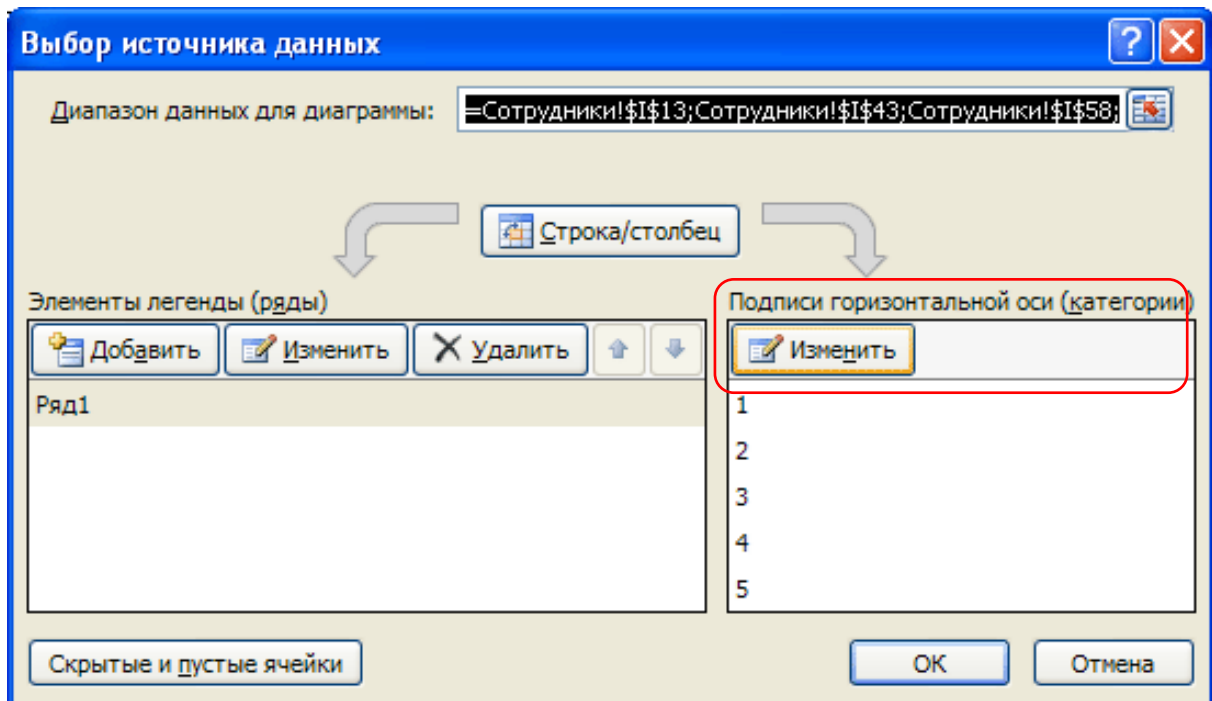 Выбор источника данных
Диапазон данных для диаграммы: =Сотрудники!$I$13;Сотрудники!$I$43;Сотрудники!$I$58;
Строка/столбец
Элементы легенды (ряды)
Подписи горизонтальной оси (категории)
Добавить Изменить Удалить
Изменить
Ряд1
1
2
3
4
5
Скрытые и пустые ячейки
ОК Отмена